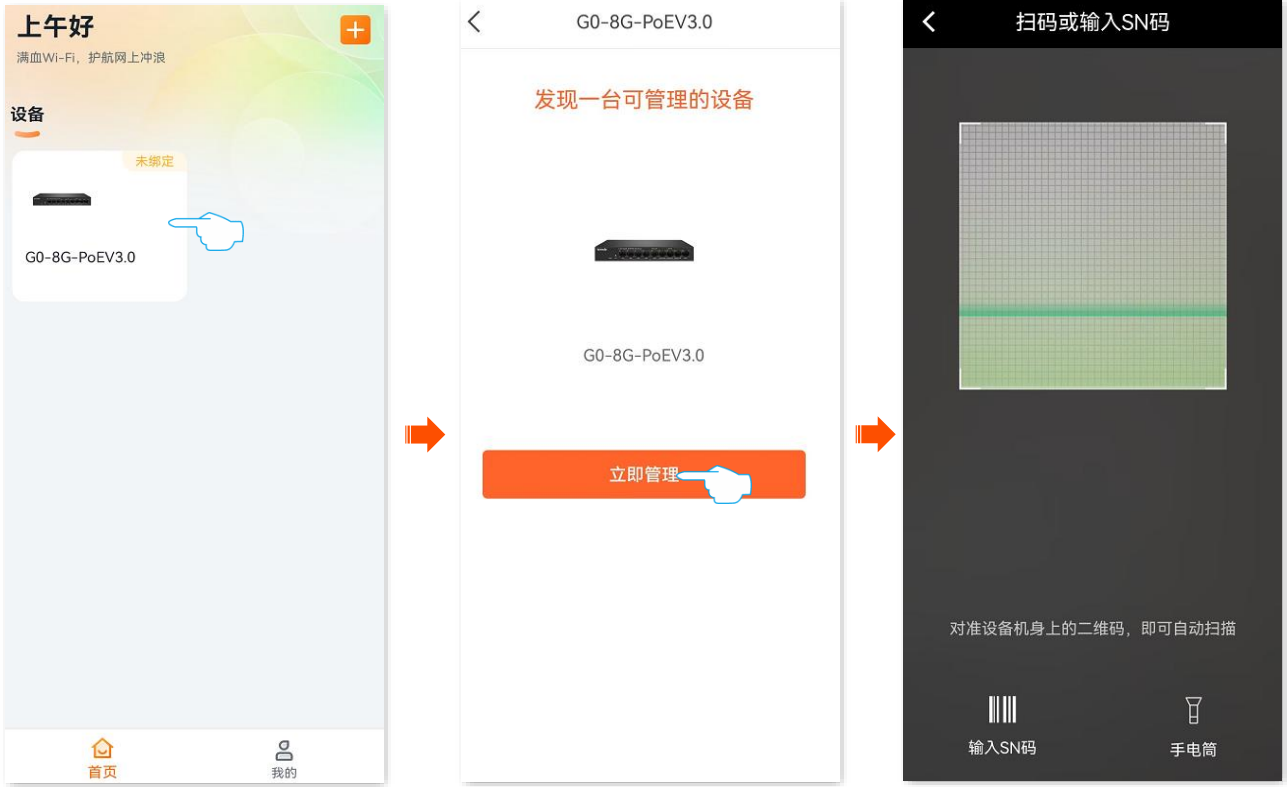 上午好
满血Wi-Fi，护航网上冲浪
设备
未绑定
G0-8G-PoEV3.0
首页
我的
G0-8G-PoEV3.0
发现一台可管理的设备
G0-8G-PoEV3.0
立即管理
扫码或输入SN码
对准设备机身上的二维码，即可自动扫描
输入SN码
手电筒